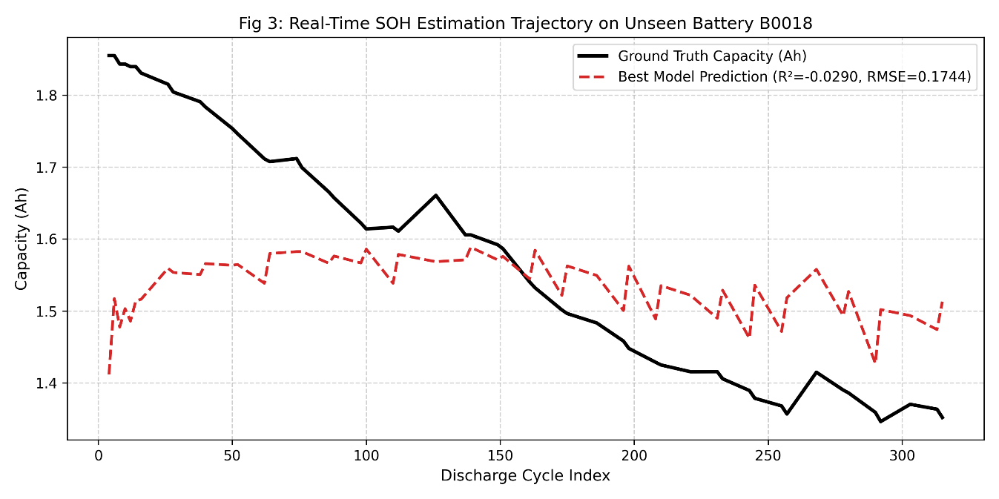 Fig 3: Real-Time SOH Estimation Trajectory on Unseen Battery B0018
Ground Truth Capacity (Ah)
Best Model Prediction (R²=-0.0290, RMSE=0.1744)
Capacity (Ah)
1.8
1.7
1.6
1.5
1.4
0 50 100 150 200 250 300
Discharge Cycle Index